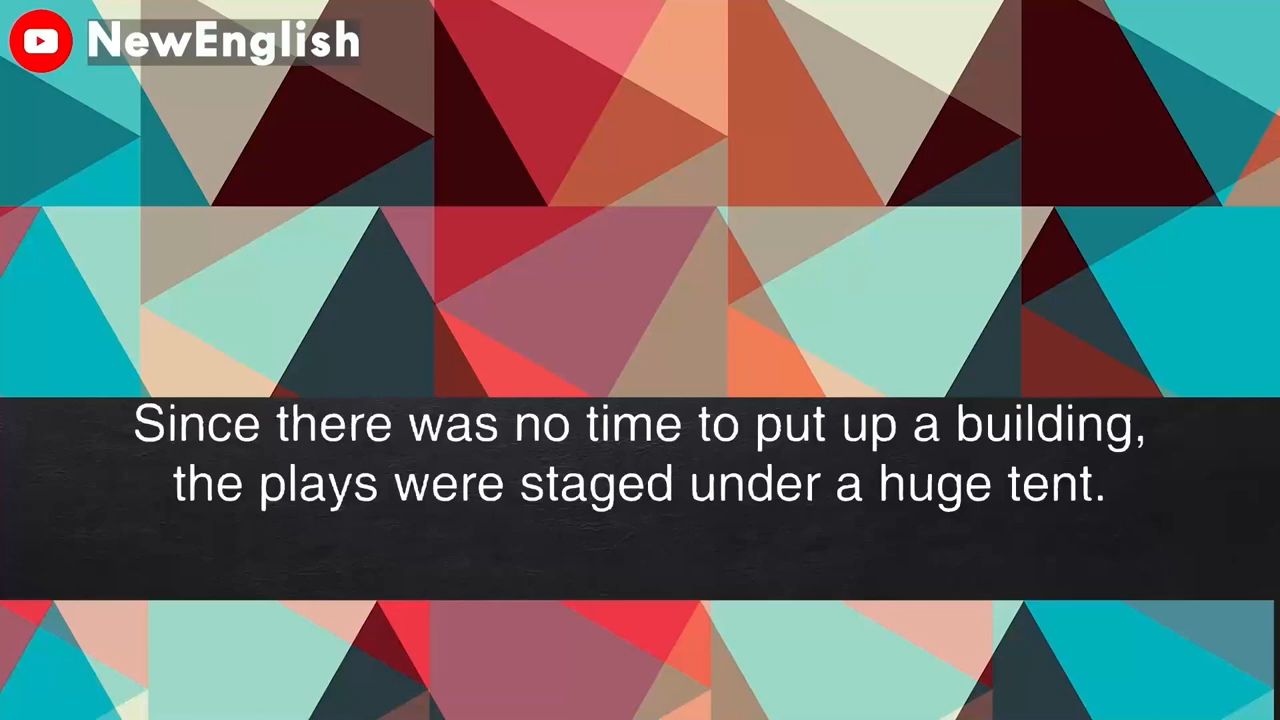 NewEnglish
Since there was no time to put up a building,
the plays were staged under a huge tent.